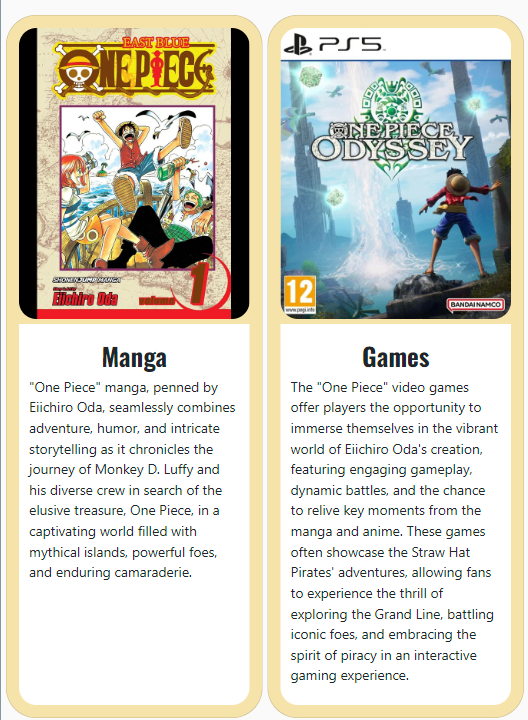 EAST BLUE
ONE PIECE
SHONEN JUMP MANGA
Eiichiro Oda
volume 1
PS5
ONE PIECE
ODYSSEY
12
www.pegi.info
BANDAI NAMCO
Manga
"One Piece" manga, penned by
Eiichiro Oda, seamlessly combines
adventure, humor, and intricate
storytelling as it chronicles the
journey of Monkey D. Luffy and
his diverse crew in search of the
elusive treasure, One Piece, in a
captivating world filled with
mythical islands, powerful foes,
and enduring camaraderie.
Games
The "One Piece" video games
offer players the opportunity to
immerse themselves in the vibrant
world of Eiichiro Oda's creation,
featuring engaging gameplay,
dynamic battles, and the chance
to relive key moments from the
manga and anime. These games
often showcase the Straw Hat
Pirates' adventures, allowing fans
to experience the thrill of
exploring the Grand Line, battling
iconic foes, and embracing the
spirit of piracy in an interactive
gaming experience.